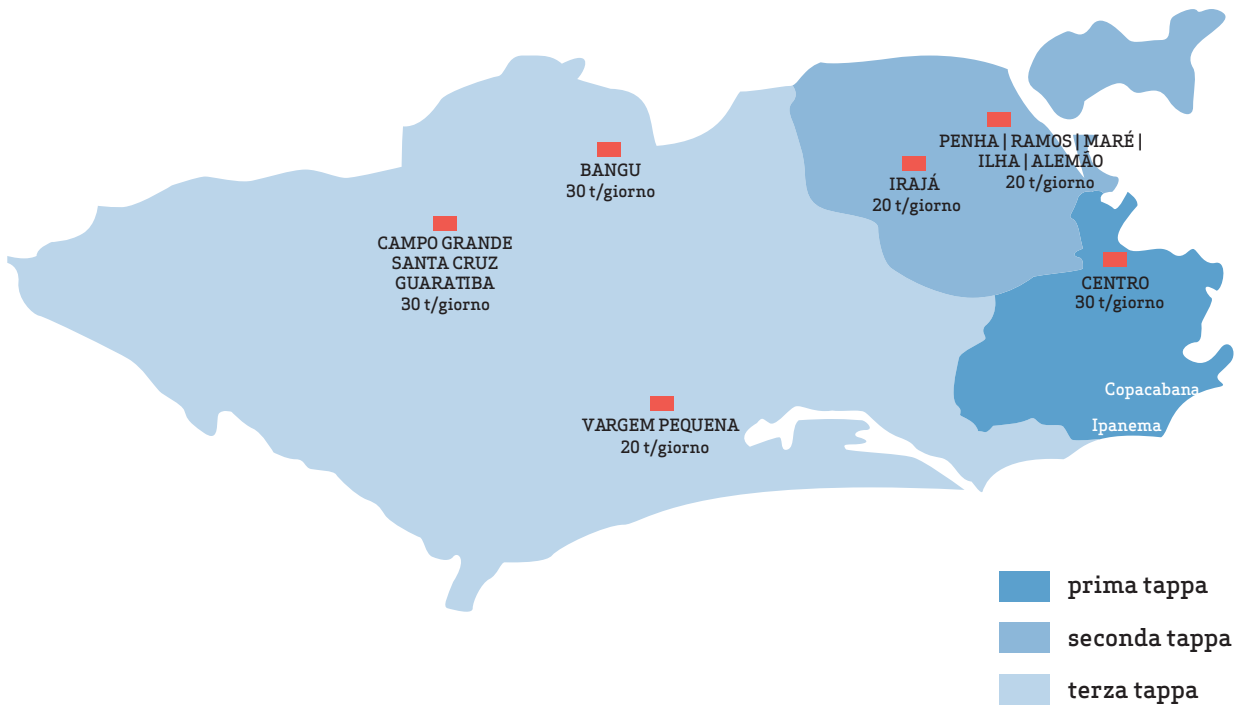 PENHA | RAMOS | MARÉ |
ILHA | ALEMÃO
20 t/giorno
BANGU
30 t/giorno
IRAJÁ
20 t/giorno
CAMPO GRANDE
SANTA CRUZ
GUARATIBA
30 t/giorno
CENTRO
30 t/giorno
Copacabana
Ipanema
VARGEM PEQUENA
20 t/giorno
prima tappa
seconda tappa
terza tappa